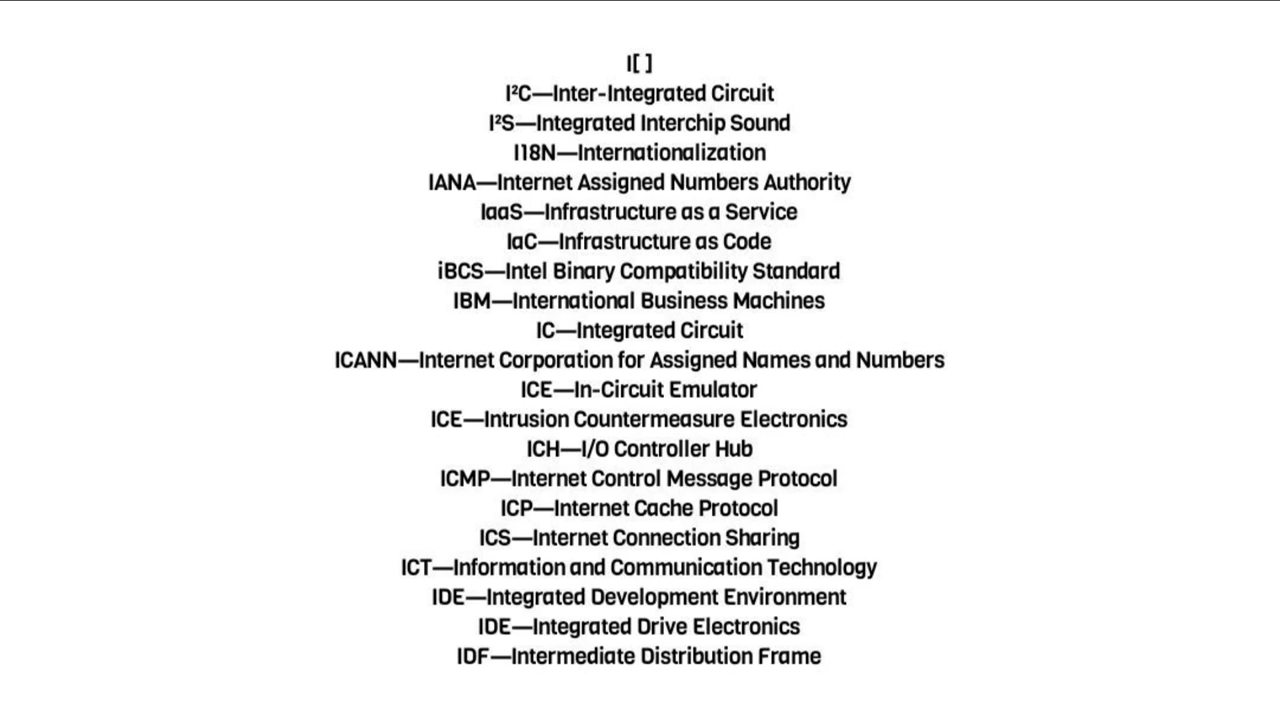 I[ ]
I²C—Inter-Integrated Circuit
I²S—Integrated Interchip Sound
I18N—Internationalization
IANA—Internet Assigned Numbers Authority
IaaS—Infrastructure as a Service
IaC—Infrastructure as Code
iBCS—Intel Binary Compatibility Standard
IBM—International Business Machines
IC—Integrated Circuit
ICANN—Internet Corporation for Assigned Names and Numbers
ICE—In-Circuit Emulator
ICE—Intrusion Countermeasure Electronics
ICH—I/O Controller Hub
ICMP—Internet Control Message Protocol
ICP—Internet Cache Protocol
ICS—Internet Connection Sharing
ICT—Information and Communication Technology
IDE—Integrated Development Environment
IDE—Integrated Drive Electronics
IDF—Intermediate Distribution Frame